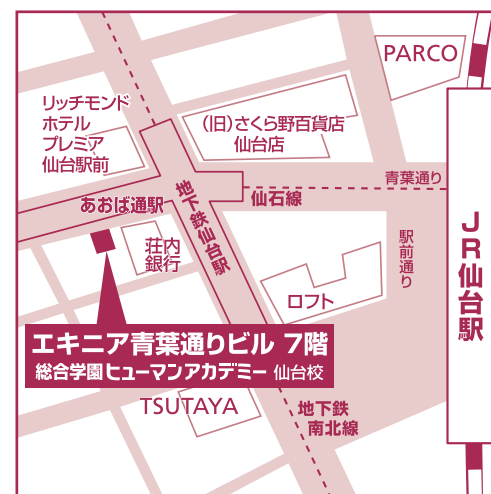 PARCO
リッチモンド
ホテル
プレミア
仙台駅前
(旧)さくら野百貨店
仙台店
青葉通り
あおば通駅
地下鉄仙台駅
仙石線
JR仙台駅
駅前通り
荘内
銀行
ロフト
エキニア青葉通りビル 7階
総合学園ヒューマンアカデミー 仙台校
TSUTAYA
地下鉄
南北線